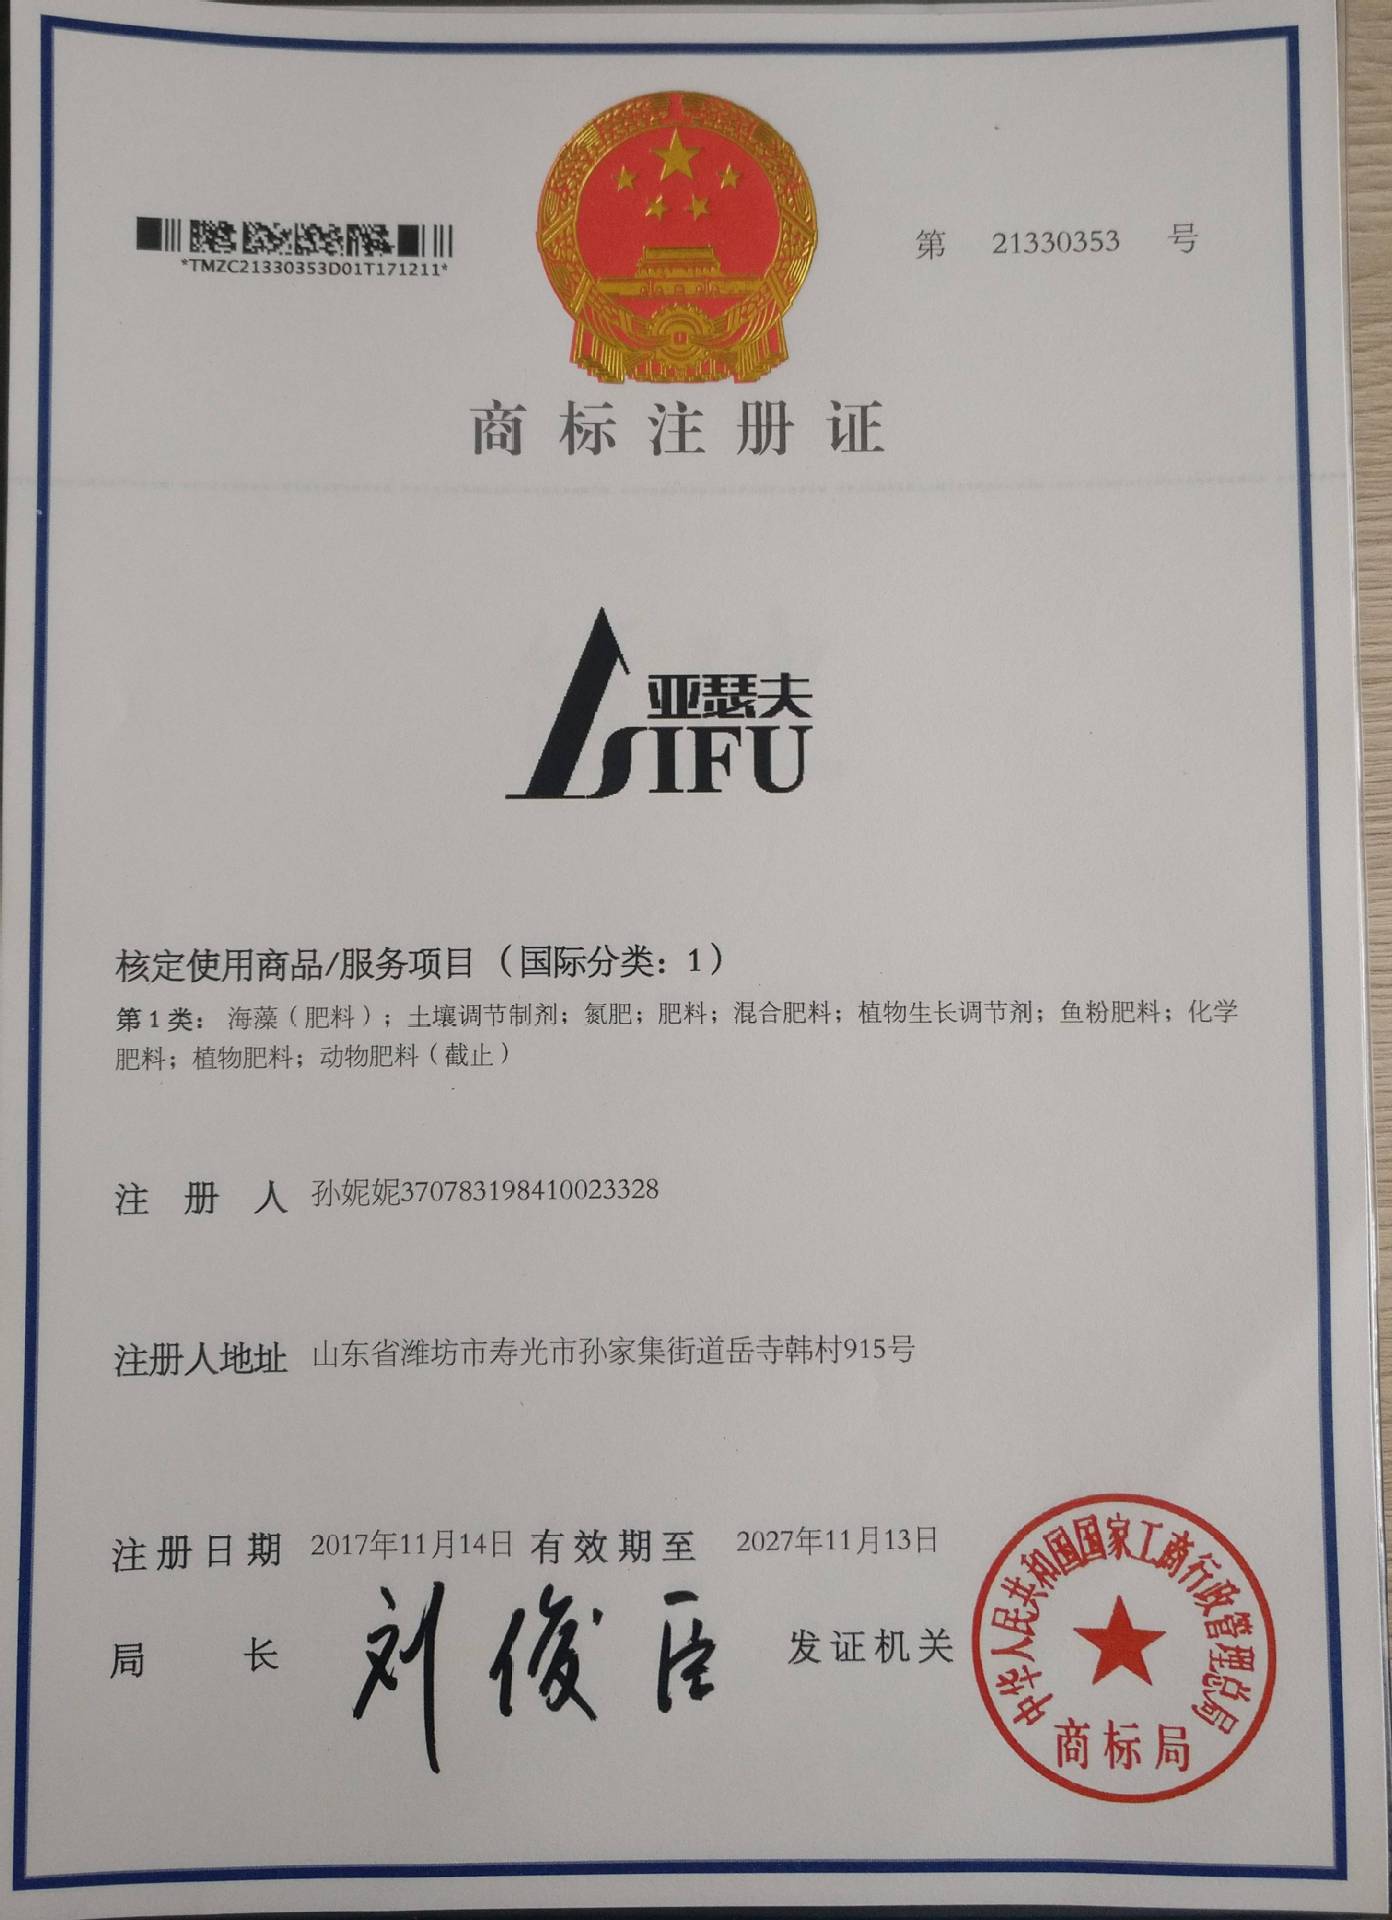 *TMZC21330353D01T171211*
第 21330353 号
商标注册证
亚瑟夫
ASIFU
核定使用商品/服务项目（国际分类：1）
第1类： 海藻（肥料）；土壤调节制剂；氮肥；肥料；混合肥料；植物生长调节剂；鱼粉肥料；化学
肥料；植物肥料；动物肥料（截止）
注册人 孙妮妮370783198410023328
注册人地址 山东省潍坊市寿光市孙家集街道岳寺韩村915号
注册日期 2017年11月14日 有效期至 2027年11月13日
局长 刘俊臣 发证机关
中华人民共和国国家工商行政管理总局
商标局